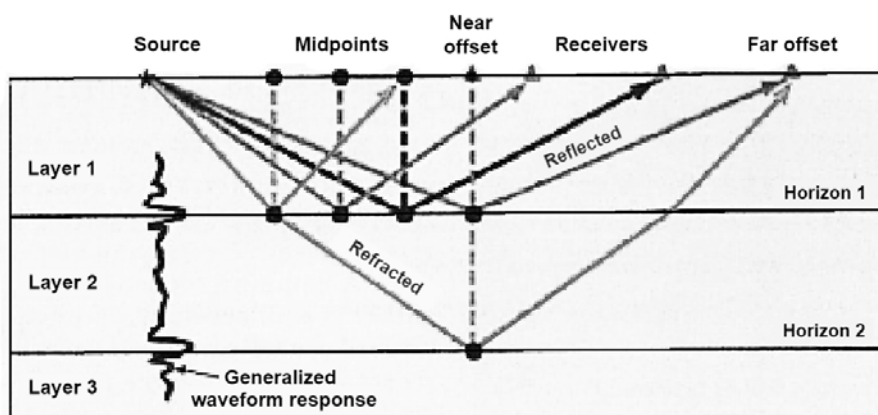 Source
Midpoints
Near
offset
Receivers
Far offset
Layer 1
Reflected
Horizon 1
Layer 2
Refracted
Horizon 2
Layer 3
Generalized
waveform response